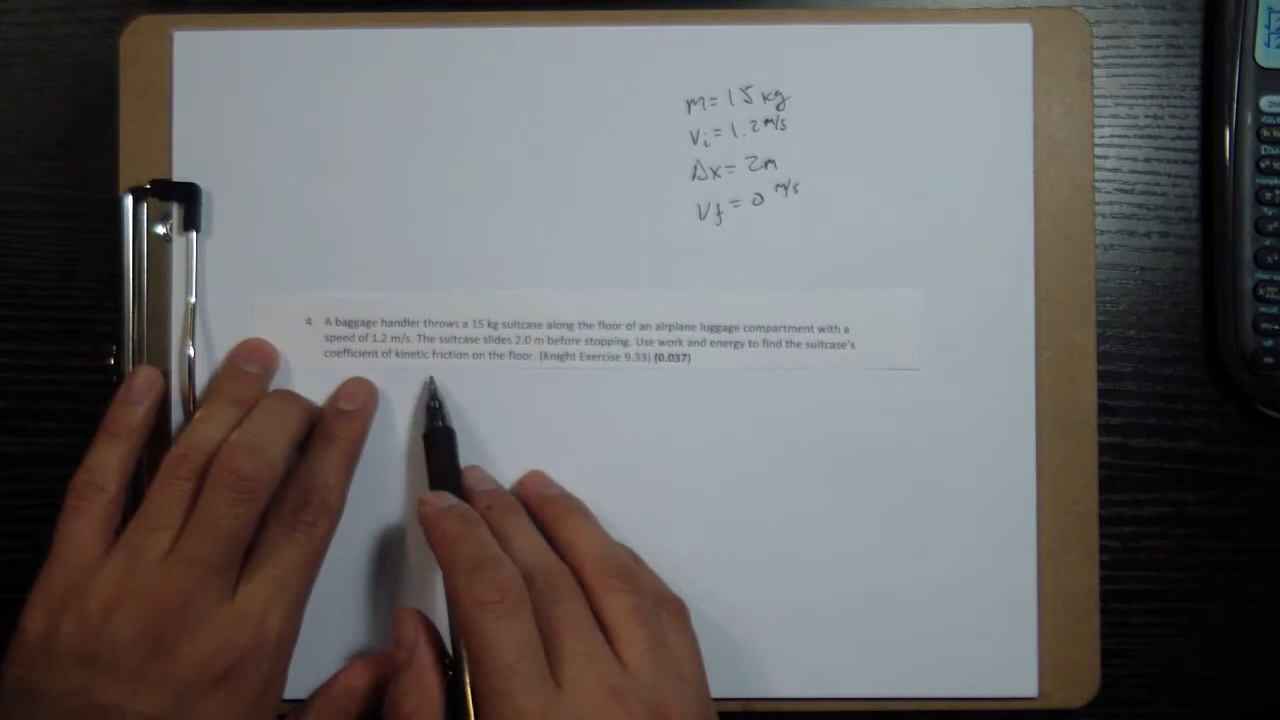 m = 15 kg
Vi = 1.2 m/s
Δx = 2m
Vf = 0 m/s
4. A baggage handler throws a 15 kg suitcase along the floor of an airplane luggage compartment with a
speed of 1.2 m/s. The suitcase slides 2.0 m before stopping. Use work and energy to find the suitcase's
coefficient of kinetic friction on the floor. (Knight Exercise 9.33) (0.037)